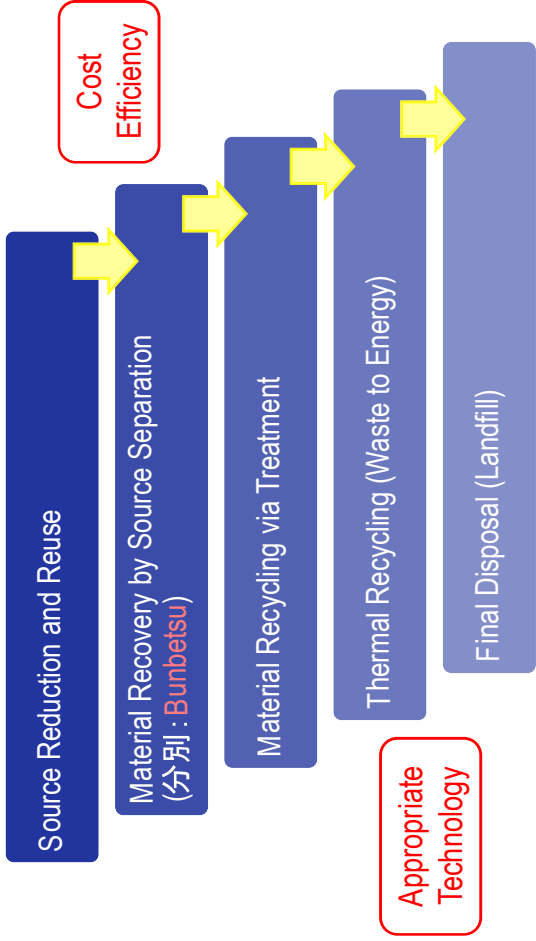 Source Reduction and Reuse
Material Recovery by Source Separation
(分別 : Bunbetsu)
Material Recycling via Treatment
Thermal Recycling (Waste to Energy)
Final Disposal (Landfill)
Cost
Efficiency
Appropriate
Technology